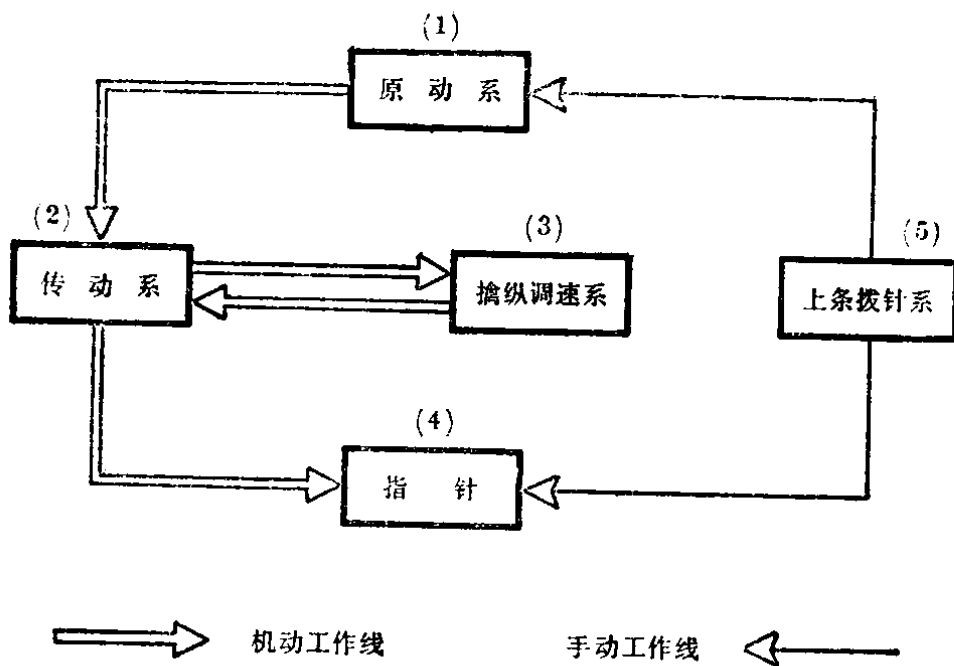 (1)
原动系
(2)
传动系
(3)
擒纵调速系
(5)
上条拨针系
(4)
指针
机动工作线
手动工作线